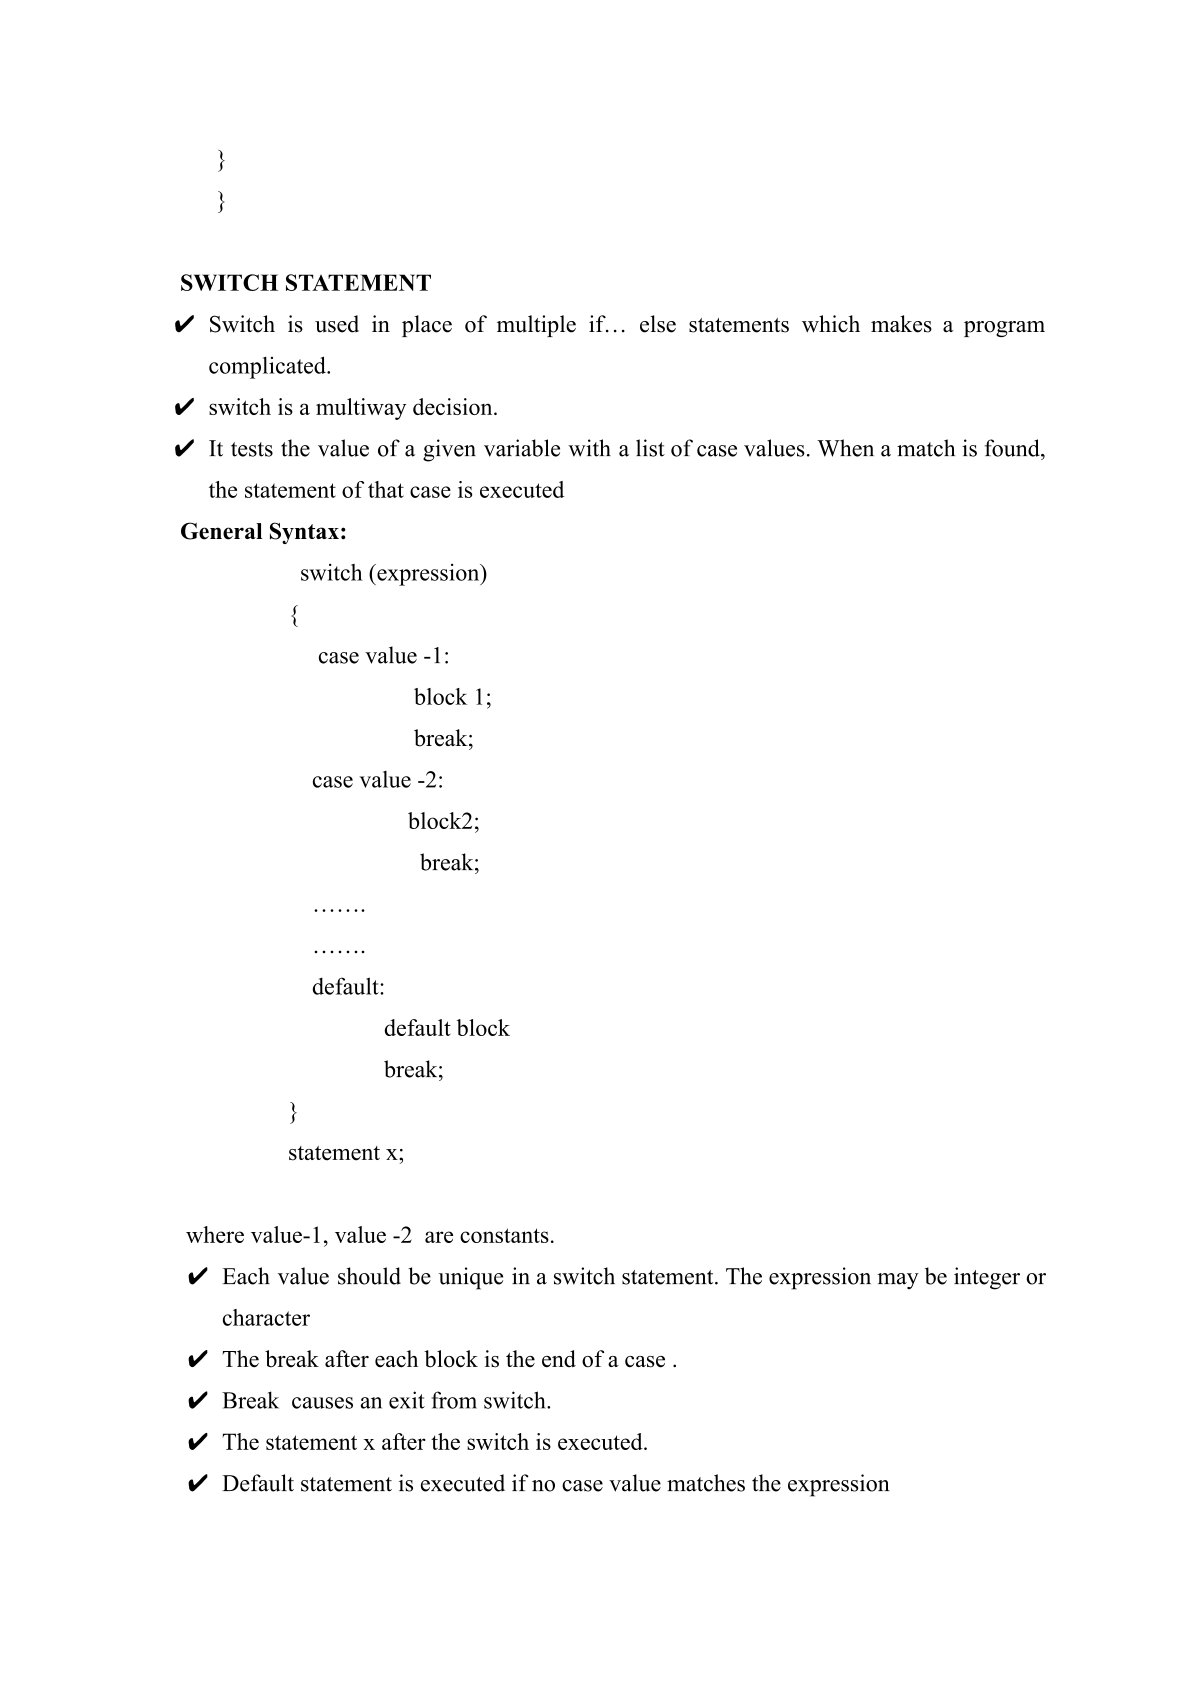 }
}
SWITCH STATEMENT
✔ Switch is used in place of multiple if… else statements which makes a program
complicated.
✔ switch is a multiway decision.
✔ It tests the value of a given variable with a list of case values. When a match is found,
the statement of that case is executed
General Syntax:
switch (expression)
{
case value -1:
block 1;
break;
case value -2:
block2;
break;
…….
…….
default:
default block
break;
}
statement x;
where value-1, value -2  are constants.
✔ Each value should be unique in a switch statement. The expression may be integer or
character
✔ The break after each block is the end of a case .
✔ Break  causes an exit from switch.
✔ The statement x after the switch is executed.
✔ Default statement is executed if no case value matches the expression